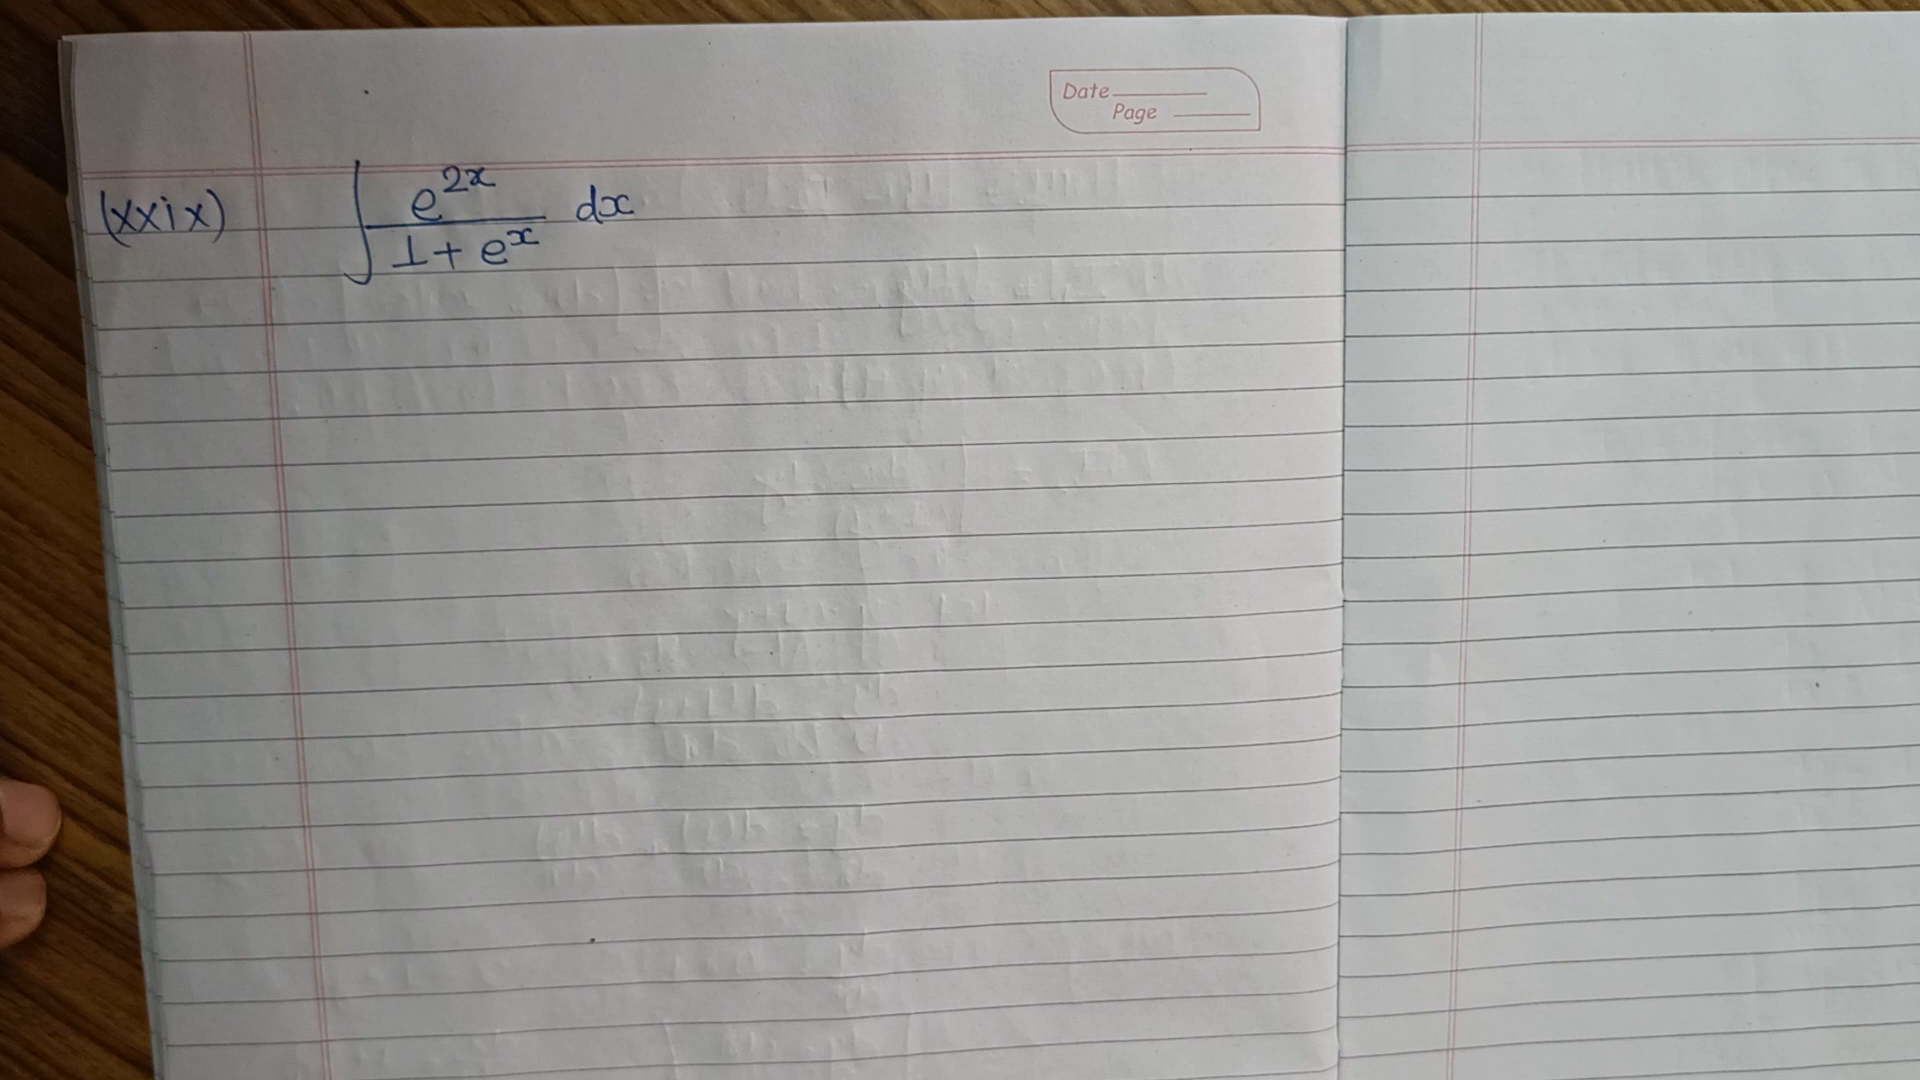 Date
Page
(xxix) ∫ e^{2x} / (1 + e^x) dx